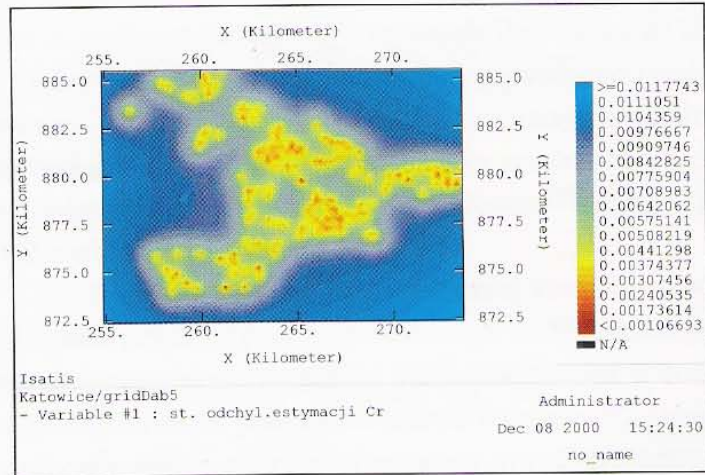 X (Kilometer)
255. 260. 265. 270.
885.0
882.5
880.0
877.5
875.0
872.5
Y (Kilometer)
885.0
882.5
880.0
877.5
875.0
872.5
Y (Kilometer)
255. 260. 265. 270.
X (Kilometer)
>=0.0117743
0.0111051
0.0104359
0.00976667
0.00909746
0.00842825
0.00775904
0.00708983
0.00642062
0.00575141
0.00508219
0.00441298
0.00374377
0.00307456
0.00240535
0.00173614
<0.00106693
N/A
Isatis
Katowice/gridDab5
- Variable #1 : st. odchyl.estymacji Cr
Administrator
Dec 08 2000 15:24:30
no_name